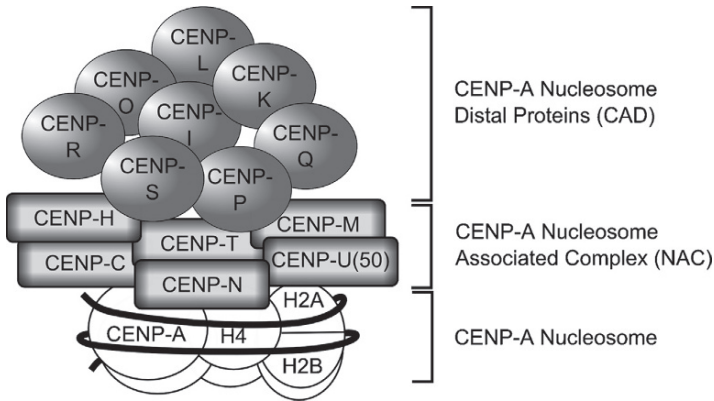 CENP-
L
CENP-
O
CENP-
K
CENP-
I
CENP-
R
CENP-
Q
CENP-
S
CENP-
P
CENP-A Nucleosome
Distal Proteins (CAD)
CENP-H
CENP-M
CENP-T
CENP-C
CENP-U(50)
CENP-N
CENP-A Nucleosome
Associated Complex (NAC)
H2A
CENP-A
H4
H2B
CENP-A Nucleosome